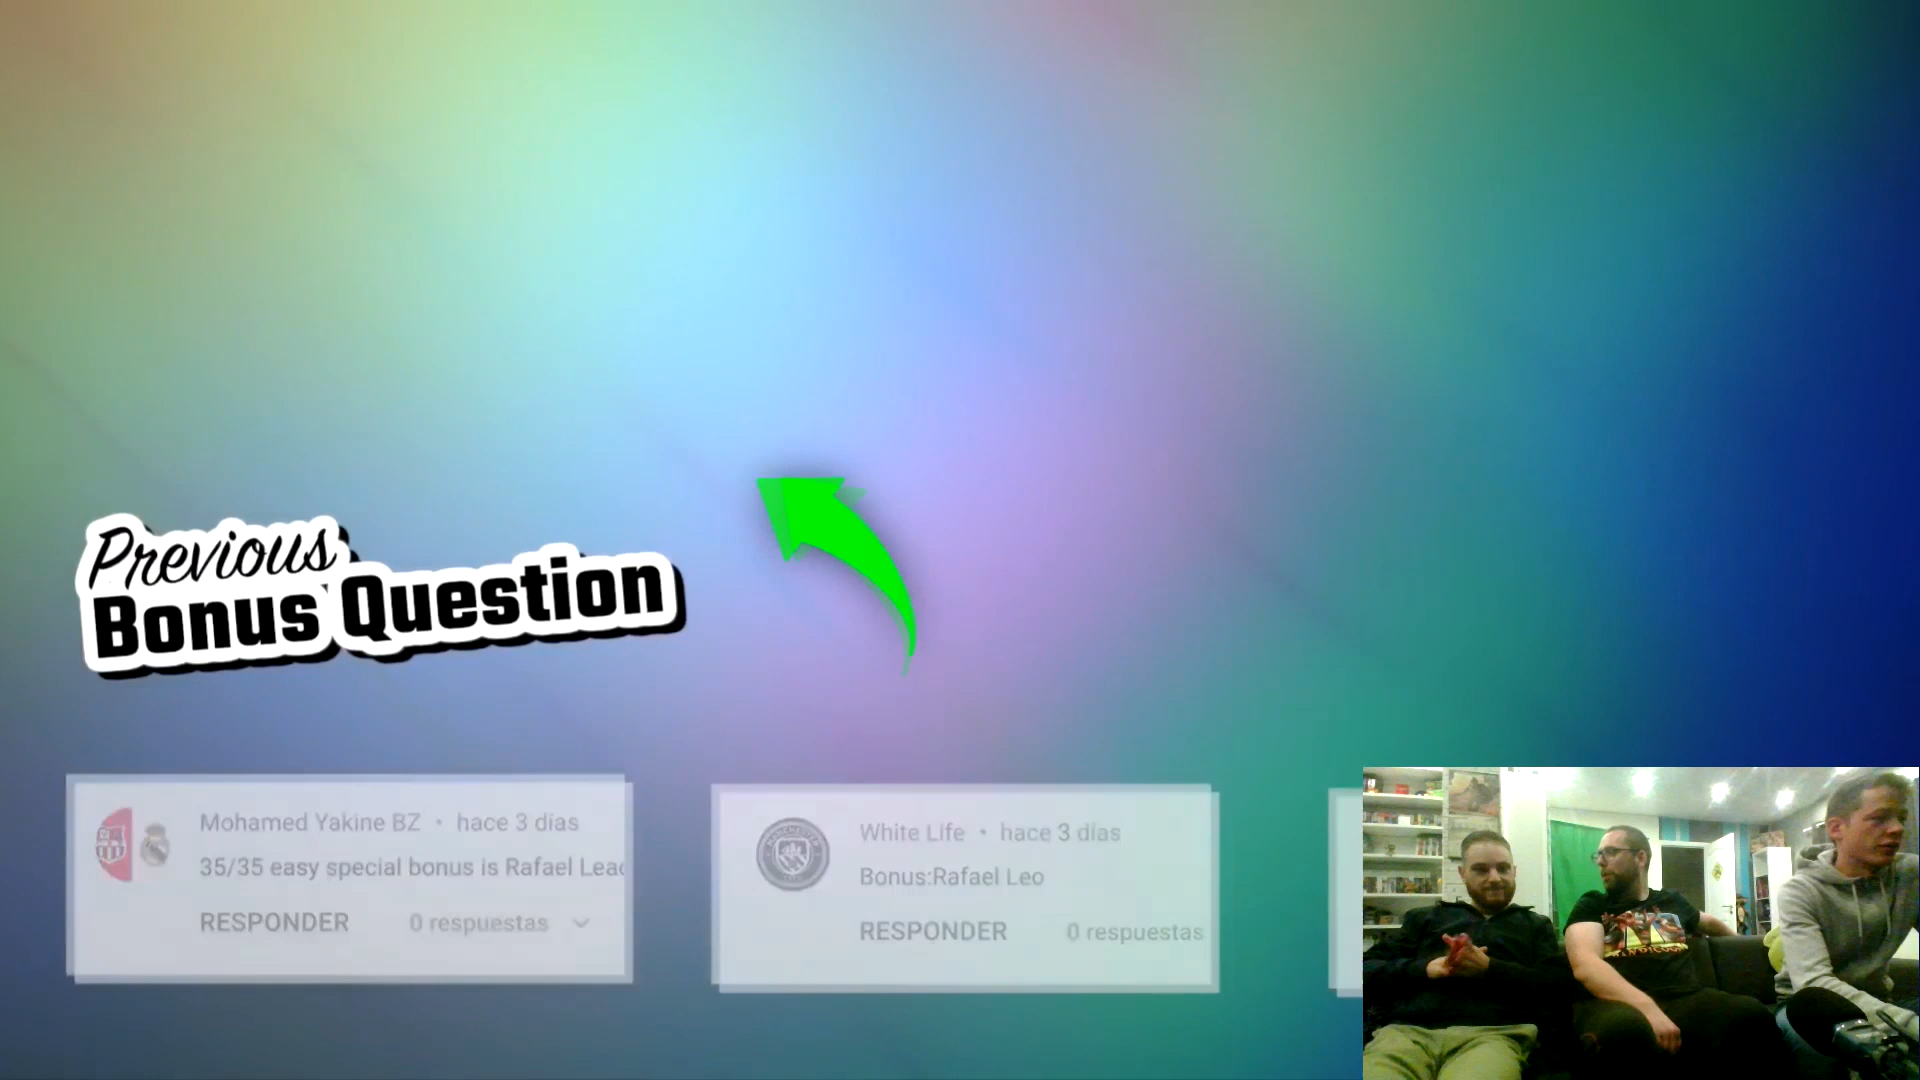 Previous
Bonus Question
Mohamed Yakine BZ • hace 3 días
35/35 easy special bonus is Rafael Leao
RESPONDER 0 respuestas
White Life • hace 3 días
Bonus:Rafael Leo
RESPONDER 0 respuestas